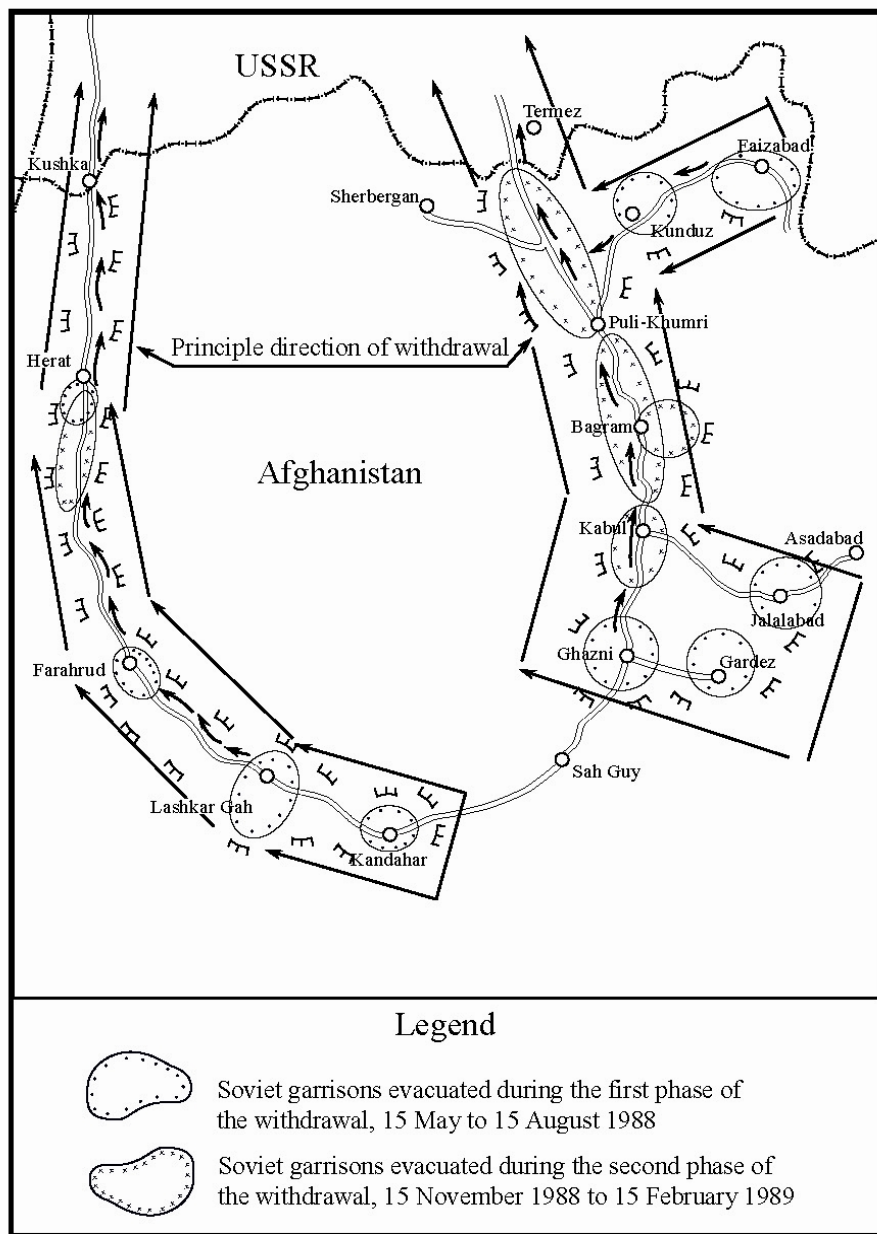 USSR
Termez
Faizabad
Kushka
Sherbergan
Kunduz
Puli-Khumri
Principle direction of withdrawal
Herat
Bagram
Afghanistan
Kabul
Asadabad
Jalalabad
Ghazni
Gardez
Farahrud
Sah Guy
Lashkar Gah
Kandahar
Legend
Soviet garrisons evacuated during the first phase of
the withdrawal, 15 May to 15 August 1988
Soviet garrisons evacuated during the second phase of
the withdrawal, 15 November 1988 to 15 February 1989